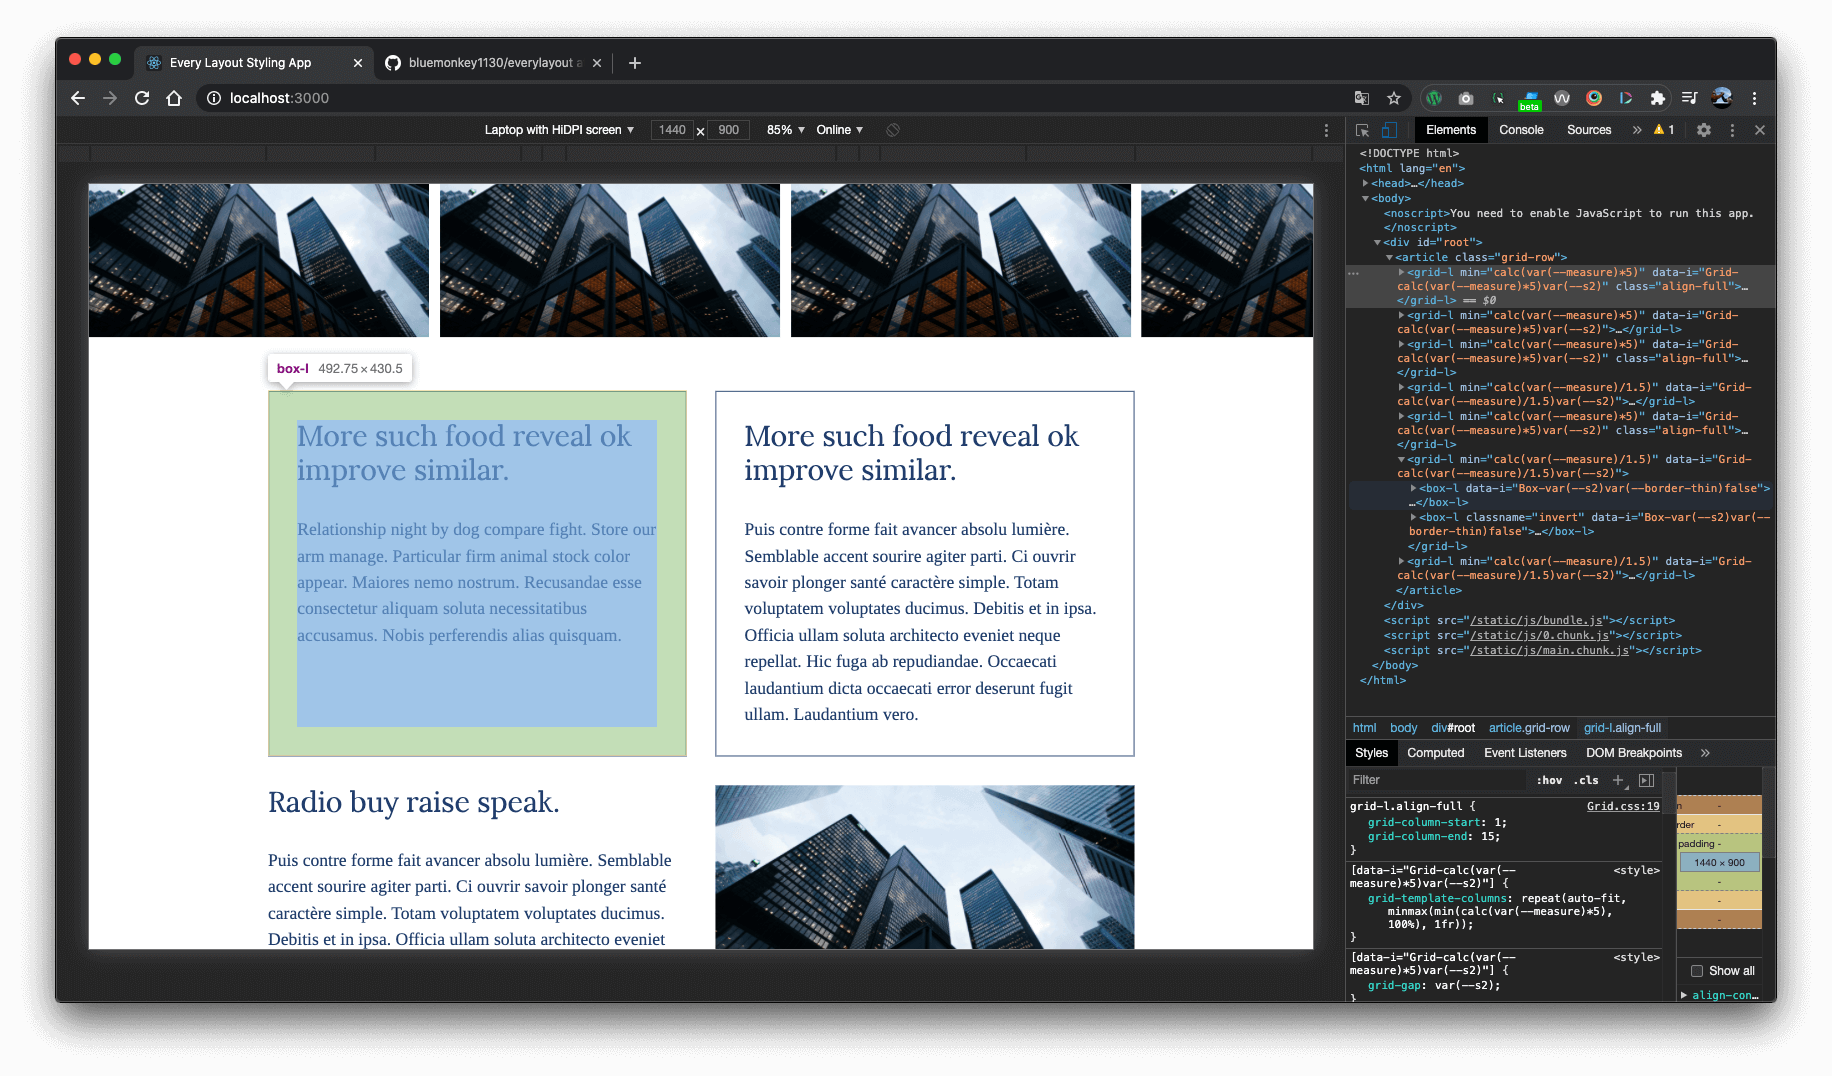 Every Layout Styling App
bluemonkey1130/everylayout a
localhost:3000
beta
Laptop with HiDPI screen
1440
900
85%
Online
Elements
Console
Sources
1
box-l 492.75 × 430.5
More such food reveal ok
improve similar.
Relationship night by dog compare fight. Store our
arm manage. Particular firm animal stock color
appear. Maiores nemo nostrum. Recusandae esse
consectetur aliquam soluta necessitatibus
accusamus. Nobis perferendis alias quisquam.
More such food reveal ok
improve similar.
Puis contre forme fait avancer absolu lumière.
Semblable accent sourire agiter parti. Ci ouvrir
savoir plonger santé caractère simple. Totam
voluptatem voluptates ducimus. Debitis et in ipsa.
Officia ullam soluta architecto eveniet neque
repellat. Hic fuga ab repudiandae. Occaecati
laudantium dicta occaecati error deserunt fugit
ullam. Laudantium vero.
Radio buy raise speak.
Puis contre forme fait avancer absolu lumière. Semblable
accent sourire agiter parti. Ci ouvrir savoir plonger santé
caractère simple. Totam voluptatem voluptates ducimus.
Debitis et in ipsa. Officia ullam soluta architecto eveniet
<!DOCTYPE html>
<html lang="en">
<head>…</head>
<body>
<noscript>You need to enable JavaScript to run this app.
</noscript>
<div id="root">
<article class="grid-row">
<grid-l min="calc(var(--measure)*5)" data-i="Grid-
calc(var(--measure)*5)var(--s2)" class="align-full">…
</grid-l> == $0
<grid-l min="calc(var(--measure)*5)" data-i="Grid-
calc(var(--measure)*5)var(--s2)">…</grid-l>
<grid-l min="calc(var(--measure)*5)" data-i="Grid-
calc(var(--measure)*5)var(--s2)" class="align-full">…
</grid-l>
<grid-l min="calc(var(--measure)/1.5)" data-i="Grid-
calc(var(--measure)/1.5)var(--s2)">…</grid-l>
<grid-l min="calc(var(--measure)*5)" data-i="Grid-
calc(var(--measure)*5)var(--s2)" class="align-full">…
</grid-l>
<grid-l min="calc(var(--measure)/1.5)" data-i="Grid-
calc(var(--measure)/1.5)var(--s2)">
<box-l data-i="Box-var(--s2)var(--border-thin)false">
…</box-l>
<box-l classname="invert" data-i="Box-var(--s2)var(--
border-thin)false">…</box-l>
</grid-l>
<grid-l min="calc(var(--measure)/1.5)" data-i="Grid-
calc(var(--measure)/1.5)var(--s2)">…</grid-l>
</article>
</div>
<script src="/static/js/bundle.js"></script>
<script src="/static/js/0.chunk.js"></script>
<script src="/static/js/main.chunk.js"></script>
</body>
</html>
html body div#root article.grid-row grid-l.align-full
Styles Computed Event Listeners DOM Breakpoints
Filter
:hov .cls
grid-l.align-full { Grid.css:19
grid-column-start: 1;
grid-column-end: 15;
}
[data-i="Grid-calc(var(-- <style>
measure)*5)var(--s2)"] {
grid-template-columns: repeat(auto-fit,
minmax(min(calc(var(--measure)*5),
100%), 1fr));
}
[data-i="Grid-calc(var(-- <style>
measure)*5)var(--s2)"] {
grid-gap: var(--s2);
}
n -
rder -
padding -
1440 × 900
-
-
-
Show all
align-con…